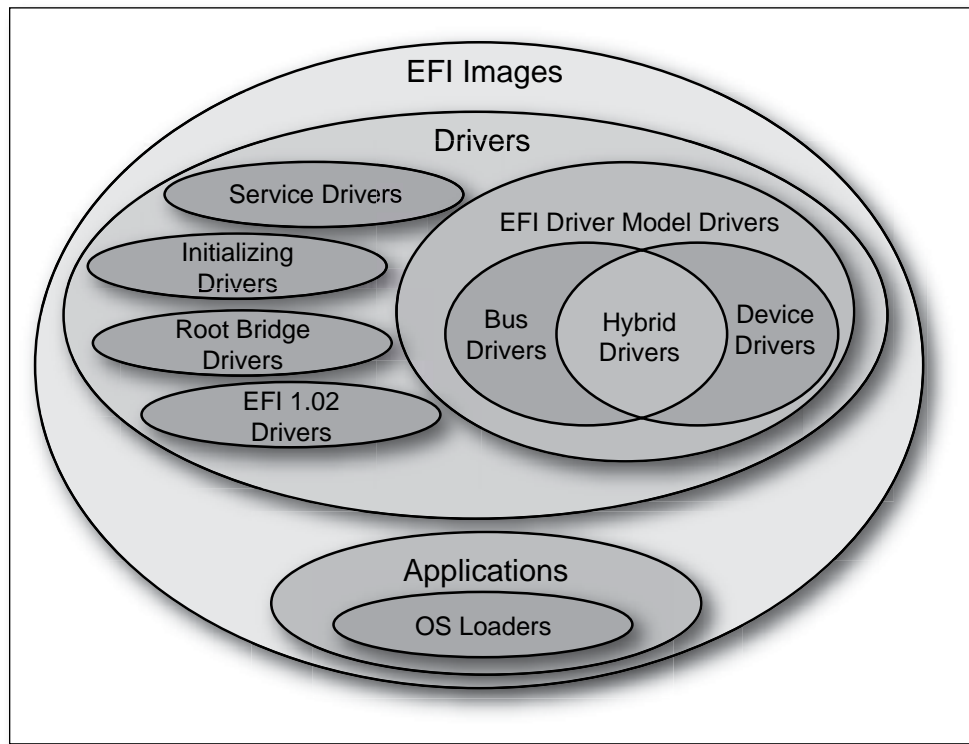 EFI Images
Drivers
Service Drivers
Initializing
Drivers
Root Bridge
Drivers
EFI 1.02
Drivers
EFI Driver Model Drivers
Bus
Drivers
Hybrid
Drivers
Device
Drivers
Applications
OS Loaders